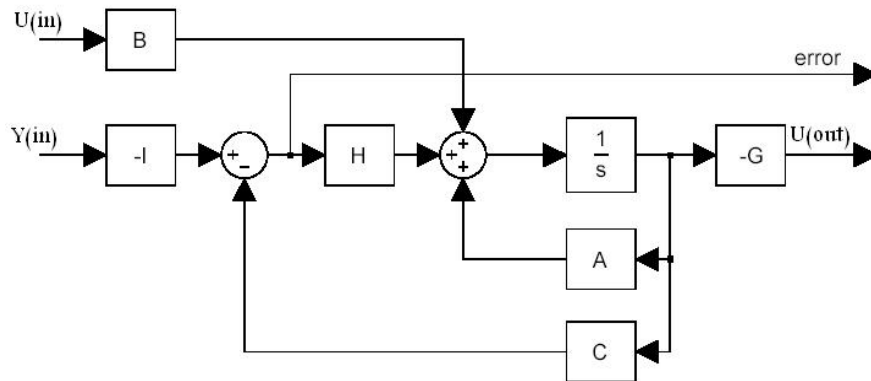 U(in)
B
error
Y(in)
-I
+
−
H
+
+
+
1
s
-G
U(out)
A
C